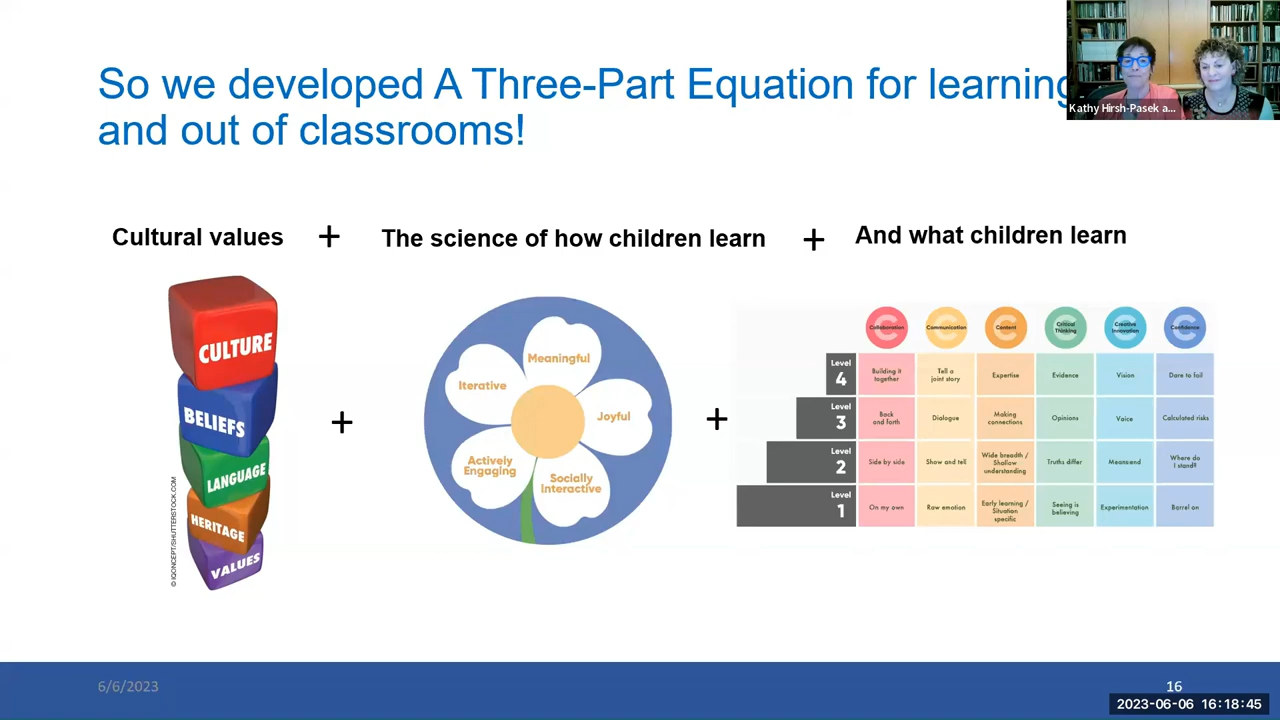 So we developed A Three-Part Equation for learning
and out of classrooms!
Kathy Hirsh-Pasek a...
Cultural values + The science of how children learn + And what children learn
CULTURE
BELIEFS
LANGUAGE
HERITAGE
VALUES
© IQONCEPT/SHUTTERSTOCK.COM
+
Meaningful
Iterative
Joyful
Actively
Engaging
Socially
Interactive
+
C Collaboration C Communication C Content C Critical Thinking C Creative Innovation C Confidence
Level 4 Building it together Tell a joint story Expertise Evidence Vision Dare to fail
Level 3 Back and forth Dialogue Making connections Opinions Voice Calculated risks
Level 2 Side by side Show and tell Wide breadth / Shallow understanding Truths differ Means-end Where do I stand?
Level 1 On my own Raw emotion Early learning / Situation specific Seeing is believing Experimentation Barrel on
6/6/2023
16
2023-06-06 16:18:45